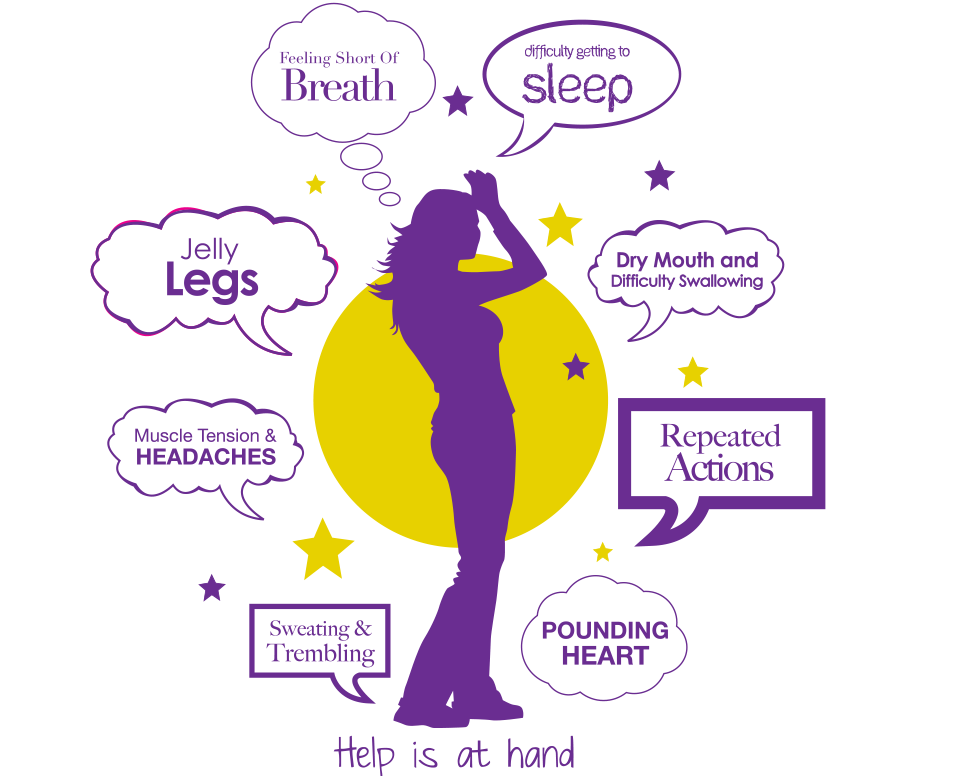 Feeling Short Of
Breath
difficulty getting to
sleep
Jelly
Legs
Dry Mouth and
Difficulty Swallowing
Muscle Tension &
HEADACHES
Repeated
Actions
Sweating &
Trembling
POUNDING
HEART
Help is at hand